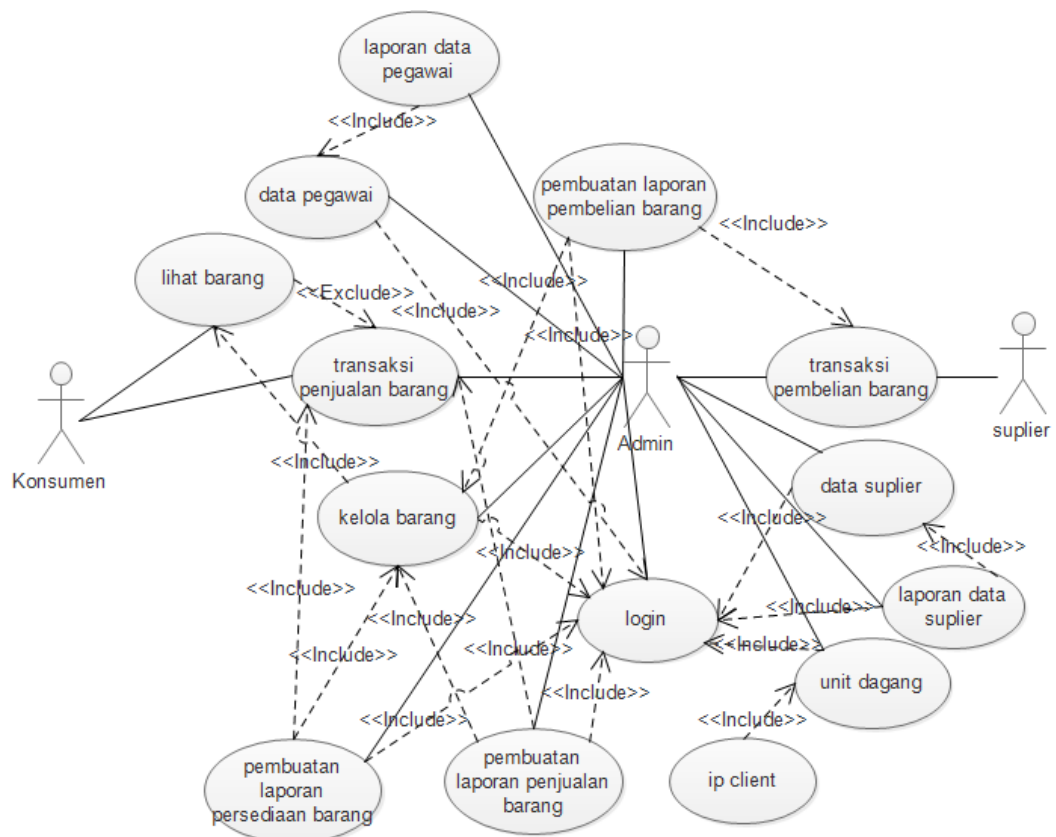 laporan data
pegawai
<<Include>>
data pegawai
pembuatan laporan
pembelian barang
<<Include>>
lihat barang
<<Exclude>>
<<Include>>
<<Include>>
<<Include>>
transaksi
penjualan barang
Admin
transaksi
pembelian barang
suplier
Konsumen
<<Include>>
kelola barang
data suplier
<<Include>>
<<Include>>
<<Include>>
<<Include>>
login
<<Include>>
laporan data
suplier
<<Include>>
<<Include>>
<<Include>>
unit dagang
<<Include>>
<<Include>>
<<Include>>
pembuatan
laporan
persediaan barang
pembuatan
laporan penjualan
barang
ip client